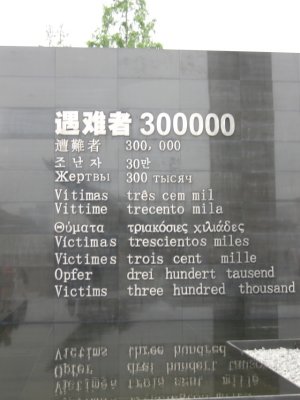 遇难者 300000
遭難者 300，000
조난자 30만
Жертвы 300 тысяч
Vítimas três cem mil
Vittime trecento mila
Θύματα τριακόσιες χιλιάδες
Víctimas trescientos miles
Victimes trois cent mille
Opfer drei hundert tausend
Victims three hundred thousand